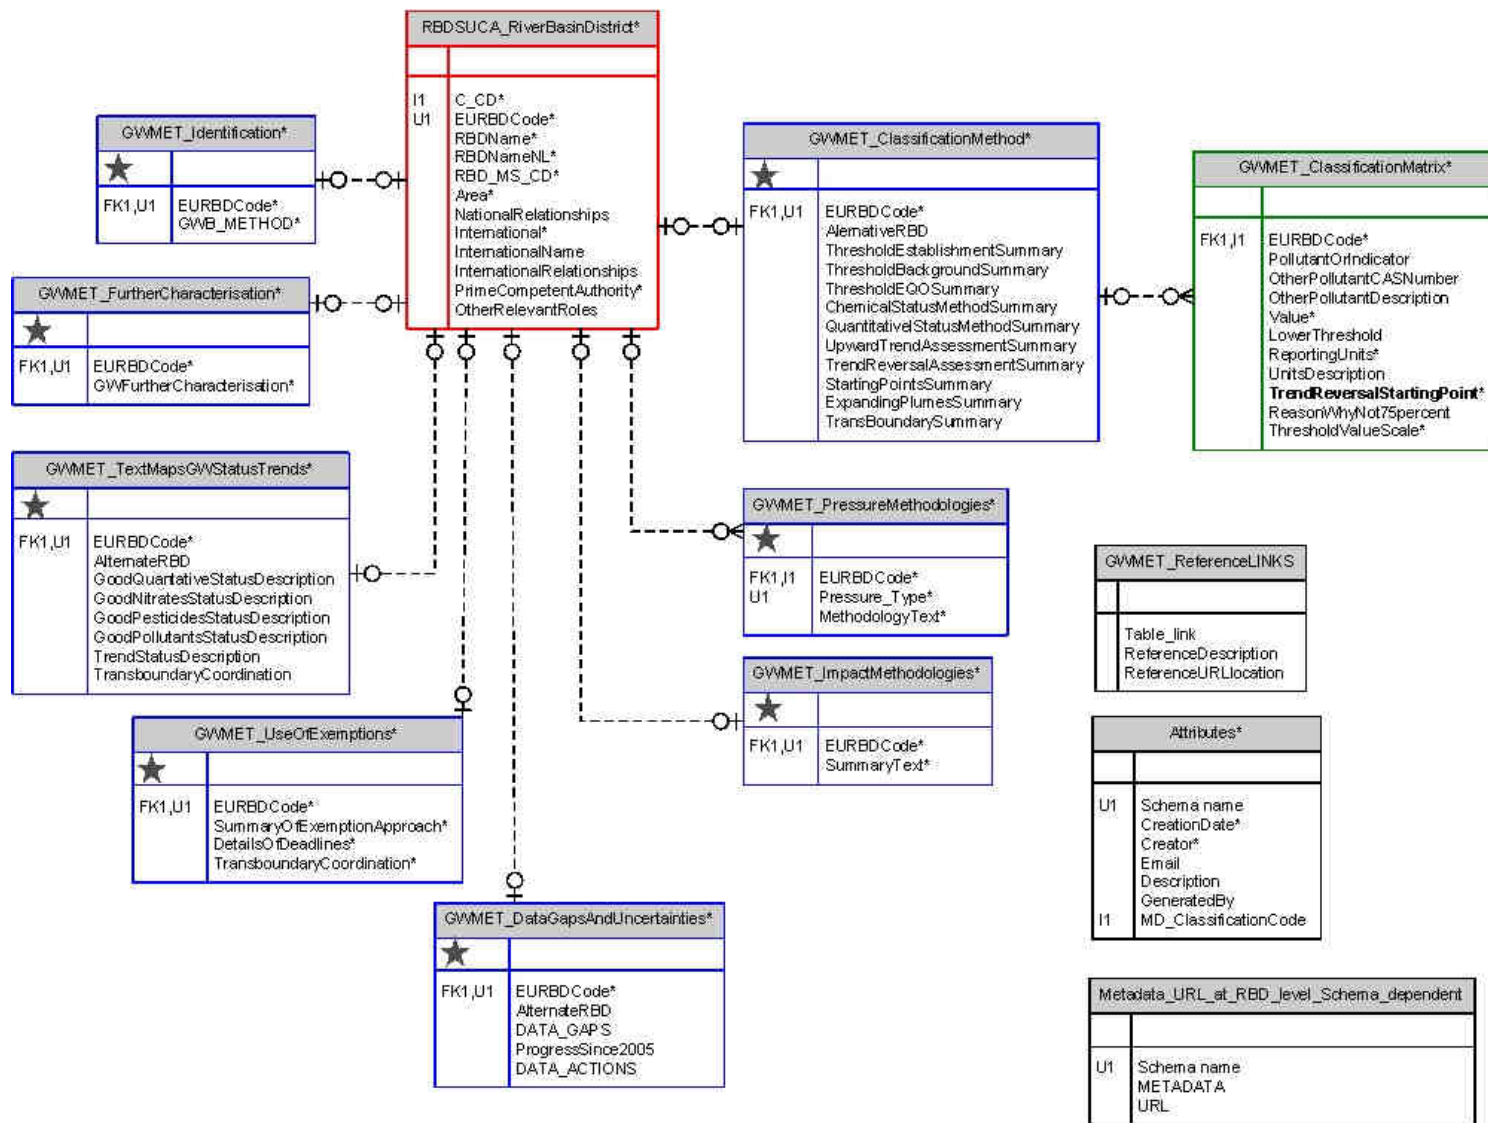 RBDSUCA_RiverBasinDistrict*
I1 C_CD*
U1 EURBDCode*
RBDName*
RBDNameNL*
RBD_MS_CD*
Area*
NationalRelationships
International*
InternationalName
InternationalRelationships
PrimeCompetentAuthority*
OtherRelevantRoles
GWMET_Identification*
FK1,U1 EURBDCode*
GWB_METHOD*
GWMET_FurtherCharacterisation*
FK1,U1 EURBDCode*
GWFurtherCharacterisation*
GWMET_ClassificationMethod*
FK1,U1 EURBDCode*
AlernativeRBD
ThresholdEstablishmentSummary
ThresholdBackgroundSummary
ThresholdEQOSummary
ChemicalStatusMethodSummary
QuantitativelStatusMethodSummary
UpwardTrendAssessmentSummary
TrendReversalAssessmentSummary
StartingPointsSummary
ExpandingPlumesSummary
TransBoundarySummary
GWMET_ClassificationMatrix*
FK1,I1 EURBDCode*
PollutantOrIndicator
OtherPollutantCASNumber
OtherPollutantDescription
Value*
LowerThreshold
ReportingUnits*
UnitsDescription
TrendReversalStartingPoint*
ReasonWhyNot75percent
ThresholdValueScale*
GWMET_TextMapsGWStatusTrends*
FK1,U1 EURBDCode*
AlternateRBD
GoodQuantativeStatusDescription
GoodNitratesStatusDescription
GoodPesticidesStatusDescription
GoodPollutantsStatusDescription
TrendStatusDescription
TransboundaryCoordination
GWMET_PressureMethodologies*
FK1,I1 EURBDCode*
U1 Pressure_Type*
MethodologyText*
GWMET_ReferenceLINKS
Table_link
ReferenceDescription
ReferenceURLlocation
GWMET_ImpactMethodologies*
FK1,U1 EURBDCode*
SummaryText*
GWMET_UseOfExemptions*
FK1,U1 EURBDCode*
SummaryOfExemptionApproach*
DetailsOfDeadlines*
TransboundaryCoordination*
Attributes*
U1 Schema name
CreationDate*
Creator*
Email
Description
GeneratedBy
I1 MD_ClassificationCode
GWMET_DataGapsAndUncertainties*
FK1,U1 EURBDCode*
AlternateRBD
DATA_GAPS
ProgressSince2005
DATA_ACTIONS
Metadata_URL_at_RBD_level_Schema_dependent
U1 Schema name
METADATA
URL